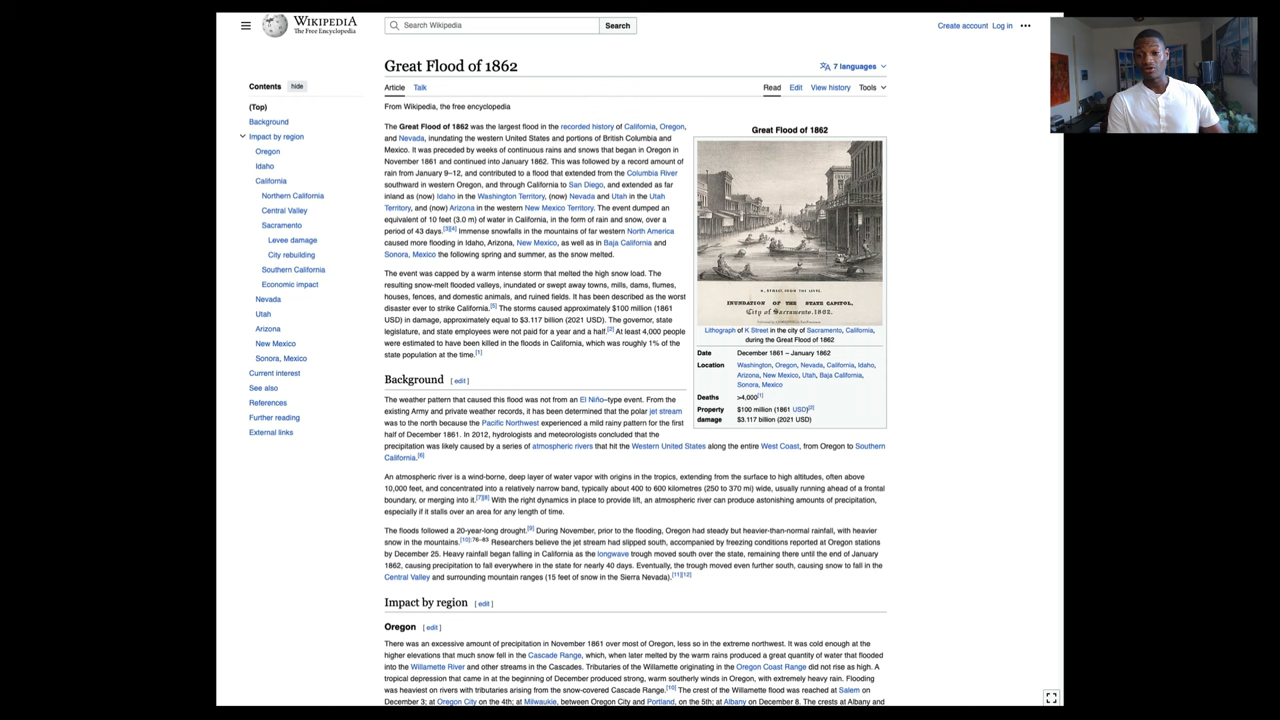 WIKIPEDIA
The Free Encyclopedia
Search Wikipedia
Search
Create account Log in
Great Flood of 1862
7 languages
Article Talk
Read Edit View history Tools
Contents hide
(Top)
Background
Impact by region
Oregon
Idaho
California
Northern California
Central Valley
Sacramento
Levee damage
City rebuilding
Southern California
Economic impact
Nevada
Utah
Arizona
New Mexico
Sonora, Mexico
Current interest
See also
References
Further reading
External links
From Wikipedia, the free encyclopedia
The Great Flood of 1862 was the largest flood in the recorded history of California, Oregon,
and Nevada, inundating the western United States and portions of British Columbia and
Mexico. It was preceded by weeks of continuous rains and snows that began in Oregon in
November 1861 and continued into January 1862. This was followed by a record amount of
rain from January 9–12, and contributed to a flood that extended from the Columbia River
southward in western Oregon, and through California to San Diego, and extended as far
inland as (now) Idaho in the Washington Territory, (now) Nevada and Utah in the Utah
Territory, and (now) Arizona in the western New Mexico Territory. The event dumped an
equivalent of 10 feet (3.0 m) of water in California, in the form of rain and snow, over a
period of 43 days.[3][4] Immense snowfalls in the mountains of far western North America
caused more flooding in Idaho, Arizona, New Mexico, as well as in Baja California and
Sonora, Mexico the following spring and summer, as the snow melted.
The event was capped by a warm intense storm that melted the high snow load. The
resulting snow-melt flooded valleys, inundated or swept away towns, mills, dams, flumes,
houses, fences, and domestic animals, and ruined fields. It has been described as the worst
disaster ever to strike California.[5] The storms caused approximately $100 million (1861
USD) in damage, approximately equal to $3.117 billion (2021 USD). The governor, state
legislature, and state employees were not paid for a year and a half.[2] At least 4,000 people
were estimated to have been killed in the floods in California, which was roughly 1% of the
state population at the time.[1]
Great Flood of 1862
K. STREET, FROM THE LEVEE.
INUNDATION OF THE STATE CAPITOL,
City of Sacramento, 1862.
Lithograph of K Street in the city of Sacramento, California,
during the Great Flood of 1862
Date December 1861 – January 1862
Location Washington, Oregon, Nevada, California, Idaho,
Arizona, New Mexico, Utah, Baja California,
Sonora, Mexico
Deaths >4,000[1]
Property $100 million (1861 USD)[2]
damage $3.117 billion (2021 USD)
Background [ edit ]
The weather pattern that caused this flood was not from an El Niño–type event. From the
existing Army and private weather records, it has been determined that the polar jet stream
was to the north because the Pacific Northwest experienced a mild rainy pattern for the first
half of December 1861. In 2012, hydrologists and meteorologists concluded that the
precipitation was likely caused by a series of atmospheric rivers that hit the Western United States along the entire West Coast, from Oregon to Southern
California.[6]
An atmospheric river is a wind-borne, deep layer of water vapor with origins in the tropics, extending from the surface to high altitudes, often above
10,000 feet, and concentrated into a relatively narrow band, typically about 400 to 600 kilometres (250 to 370 mi) wide, usually running ahead of a frontal
boundary, or merging into it.[7][8] With the right dynamics in place to provide lift, an atmospheric river can produce astonishing amounts of precipitation,
especially if it stalls over an area for any length of time.
The floods followed a 20-year-long drought.[9] During November, prior to the flooding, Oregon had steady but heavier-than-normal rainfall, with heavier
snow in the mountains.[10]:76–83 Researchers believe the jet stream had slipped south, accompanied by freezing conditions reported at Oregon stations
by December 25. Heavy rainfall began falling in California as the longwave trough moved south over the state, remaining there until the end of January
1862, causing precipitation to fall everywhere in the state for nearly 40 days. Eventually, the trough moved even further south, causing snow to fall in the
Central Valley and surrounding mountain ranges (15 feet of snow in the Sierra Nevada).[11][12]
Impact by region [ edit ]
Oregon [ edit ]
There was an excessive amount of precipitation in November 1861 over most of Oregon, less so in the extreme northwest. It was cold enough at the
higher elevations that much snow fell in the Cascade Range, which, when later melted by the warm rains produced a great quantity of water that flooded
into the Willamette River and other streams in the Cascades. Tributaries of the Willamette originating in the Oregon Coast Range did not rise as high. A
tropical depression that came in at the beginning of December produced strong, warm southerly winds in Oregon, with extremely heavy rain. Flooding
was heaviest on rivers with tributaries arising from the snow-covered Cascade Range.[10] The crest of the Willamette flood was reached at Salem on
December 3; at Oregon City on the 4th; at Milwaukie, between Oregon City and Portland, on the 5th; at Albany on December 8. The crests at Albany and